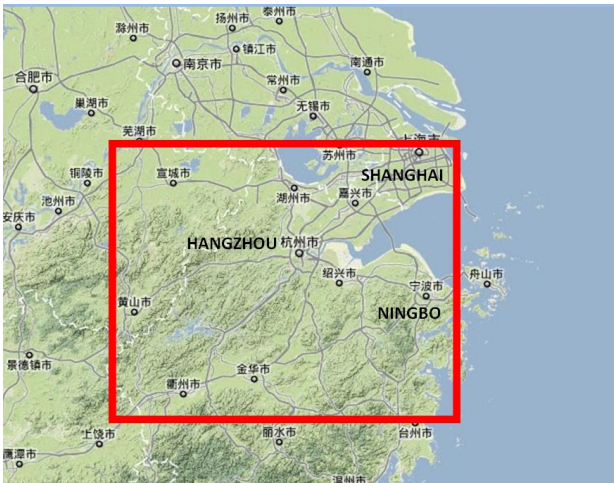 泰州市
扬州市
滁州市
镇江市
南京市
南通市
合肥市
常州市
巢湖市
无锡市
芜湖市
上海市
苏州市
铜陵市
宣城市
SHANGHAI
湖州市
嘉兴市
池州市
安庆市
HANGZHOU
杭州市
绍兴市
舟山市
宁波市
黄山市
NINGBO
景德镇市
金华市
衢州市
上饶市
丽水市
台州市
鹰潭市
温州市